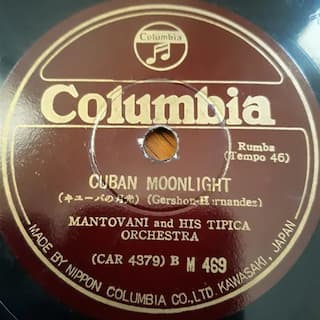 Columbia
Columbia
Rumba
(Tempo 46)
CUBAN MOONLIGHT
(キューバの月光) (Gershon-Hernandez)
MANTOVANI and HIS TIPICA
ORCHESTRA
(CAR 4379) B M 469
MADE BY NIPPON COLUMBIA CO., LTD. KAWASAKI, JAPAN